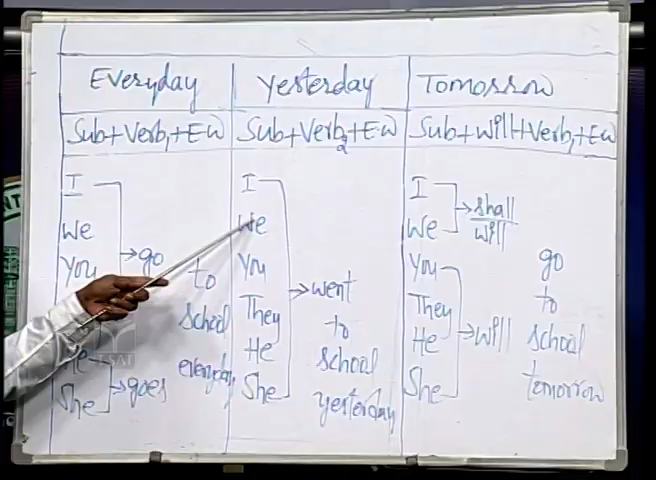 Everyday Yesterday Tomorrow
Sub+Verb1+EW Sub+Verb2+EW Sub+Will+Verb1+EW
I
We
You
go
to
school
everyday
He
She
goes
I
We
You
They
He
She
went
to
school
yesterday
I
We
shall
will
You
They
He
She
will
go
to
school
tomorrow
T-SAT